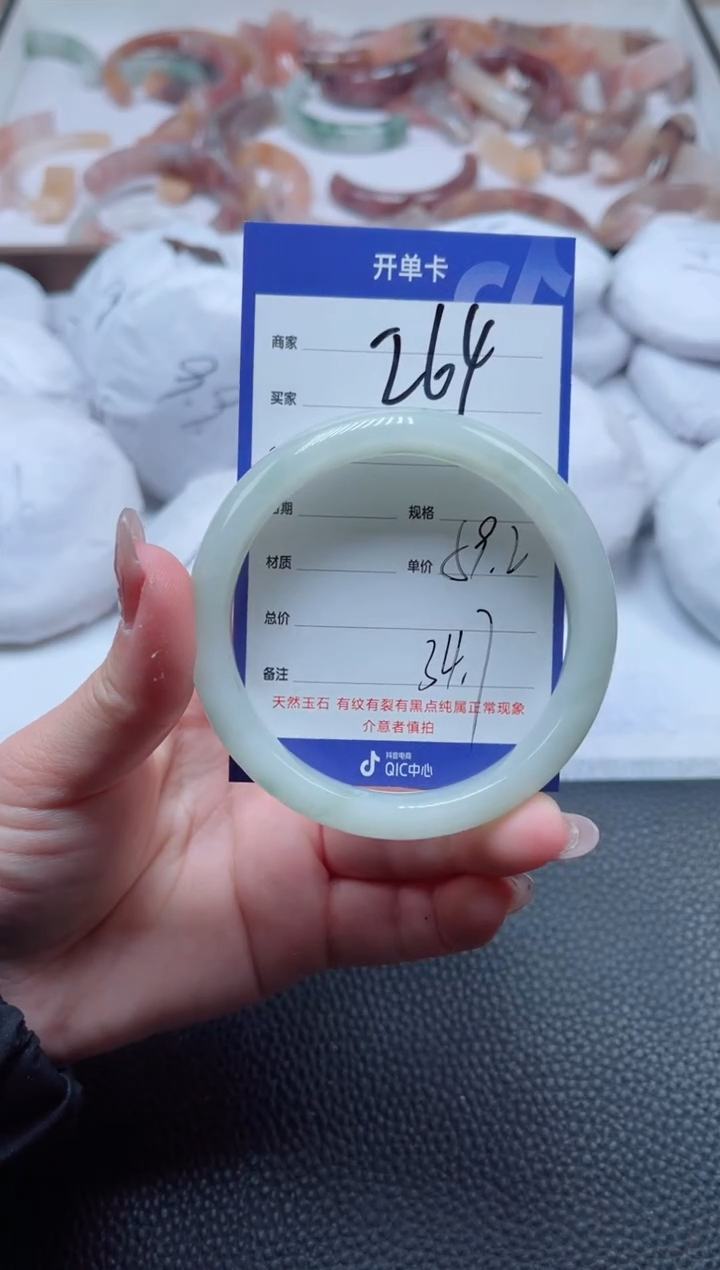 开单卡
商家
264
买家
期 规格
59.2
材质 单价
总价
34.7
备注
天然玉石 有纹有裂有黑点纯属正常现象
介意者慎拍
抖音电商
QIC中心